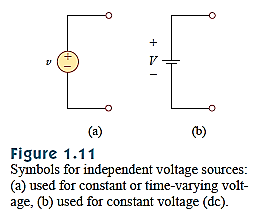 +
v
−
+
V
−
(a) (b)
Figure 1.11
Symbols for independent voltage sources:
(a) used for constant or time-varying volt-
age, (b) used for constant voltage (dc).